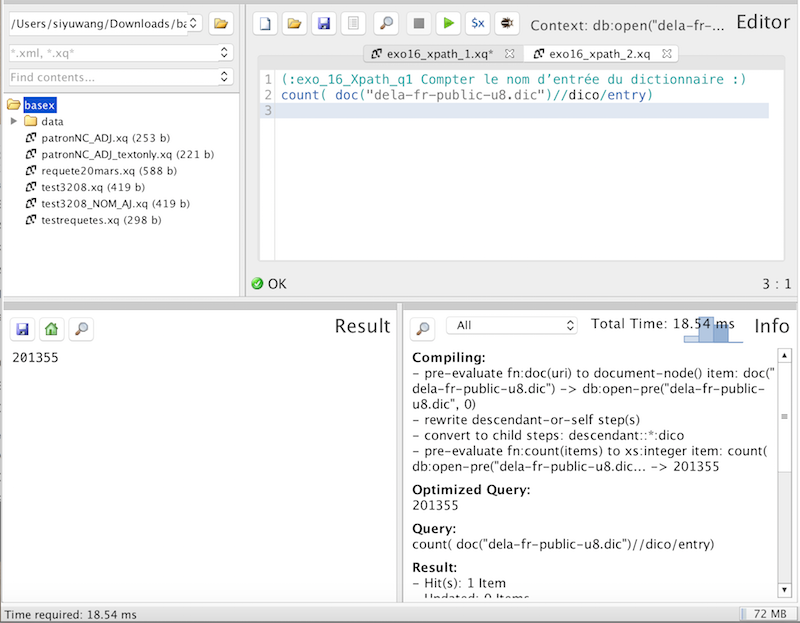 /Users/siyuwang/Downloads/ba
*.xml, *.xq*
Find contents...
basex
data
patronNC_ADJ.xq (253 b)
patronNC_ADJ_textonly.xq (221 b)
requete20mars.xq (588 b)
test3208.xq (419 b)
test3208_NOM_AJ.xq (419 b)
testrequetes.xq (298 b)
$x
Context: db:open("dela-fr-...
Editor
exo16_xpath_1.xq*
exo16_xpath_2.xq
1 (:exo_16_Xpath_q1 Compter le nom d’entrée du dictionnaire :)
2 count( doc("dela-fr-public-u8.dic")//dico/entry)
3
OK
3 : 1
Result
201355
All
Total Time: 18.54 ms
Info
Compiling:
- pre-evaluate fn:doc(uri) to document-node() item: doc("
dela-fr-public-u8.dic") -> db:open-pre("dela-fr-public-
u8.dic", 0)
- rewrite descendant-or-self step(s)
- convert to child steps: descendant::*:dico
- pre-evaluate fn:count(items) to xs:integer item: count(
db:open-pre("dela-fr-public-u8.dic... -> 201355
Optimized Query:
201355
Query:
count( doc("dela-fr-public-u8.dic")//dico/entry)
Result:
- Hit(s): 1 Item
- Updated: 0 Items
Time required: 18.54 ms
72 MB